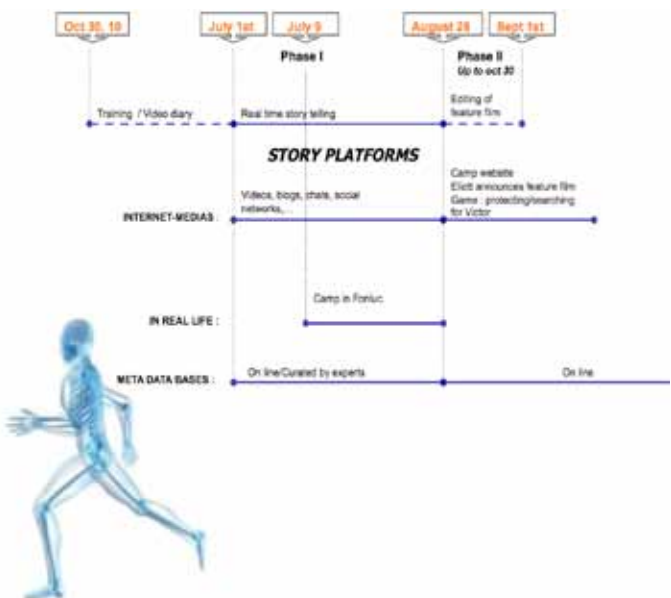 Oct 30, 10
July 1st
July 5
August 28
Sept 1st
Phase I
Phase II
Up to oct 30
Training / Video diary
Real time story telling
Editing of
feature film
STORY PLATFORMS
INTERNET-MEDIAS :
Videos, blogs, chats, social
networks,...
Camp website
Eliott announces feature film
Game : protecting/searching
for Victor
IN REAL LIFE :
Camp in
META DATA BASES :
On line/Curated by experts
On line